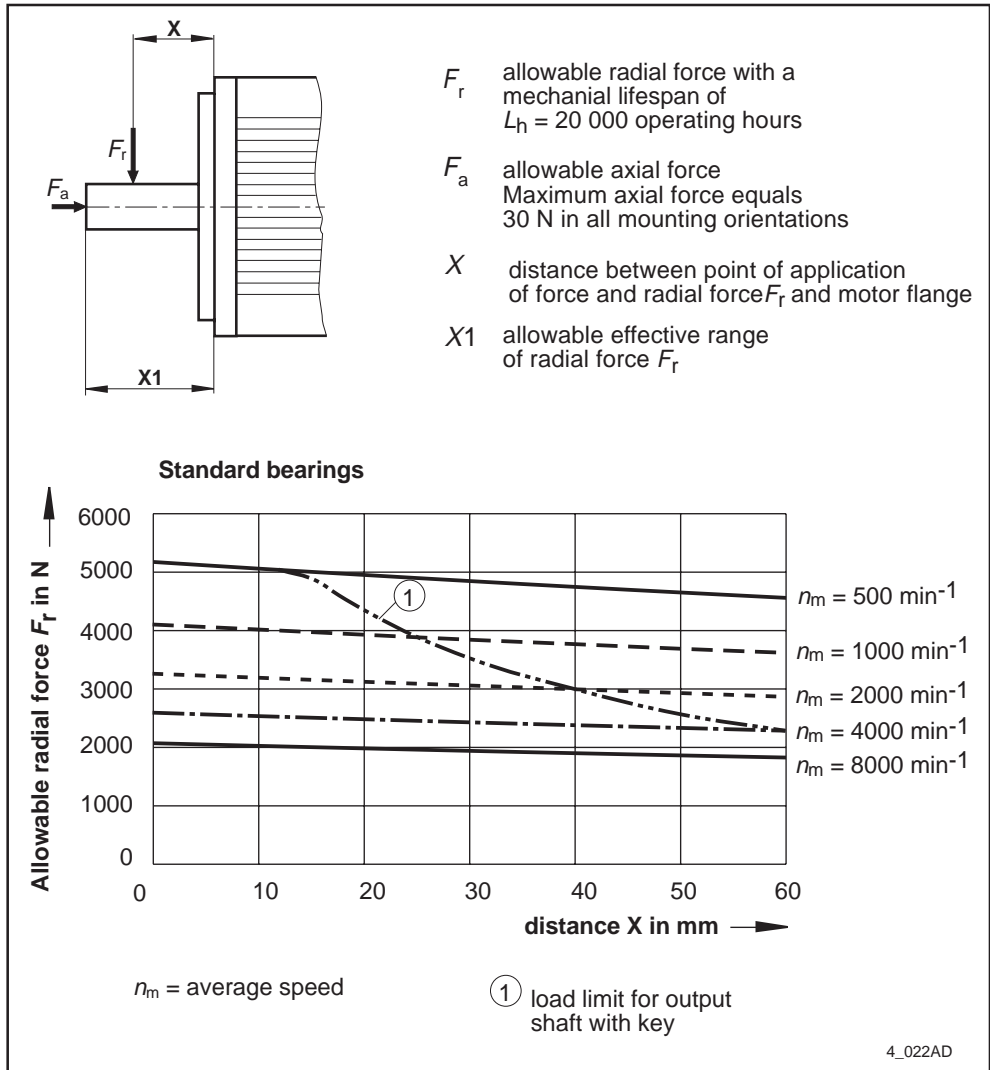 X
F_r
F_a
X1
F_r allowable radial force with a
mechanial lifespan of
L_h = 20 000 operating hours
F_a allowable axial force
Maximum axial force equals
30 N in all mounting orientations
X distance between point of application
of force and radial force F_r and motor flange
X1 allowable effective range
of radial force F_r
Standard bearings
Allowable radial force F_r in N
6000
5000
4000
3000
2000
1000
0
1
n_m = 500 min^-1
n_m = 1000 min^-1
n_m = 2000 min^-1
n_m = 4000 min^-1
n_m = 8000 min^-1
0 10 20 30 40 50 60
distance X in mm
n_m = average speed
1 load limit for output
shaft with key
4_022AD